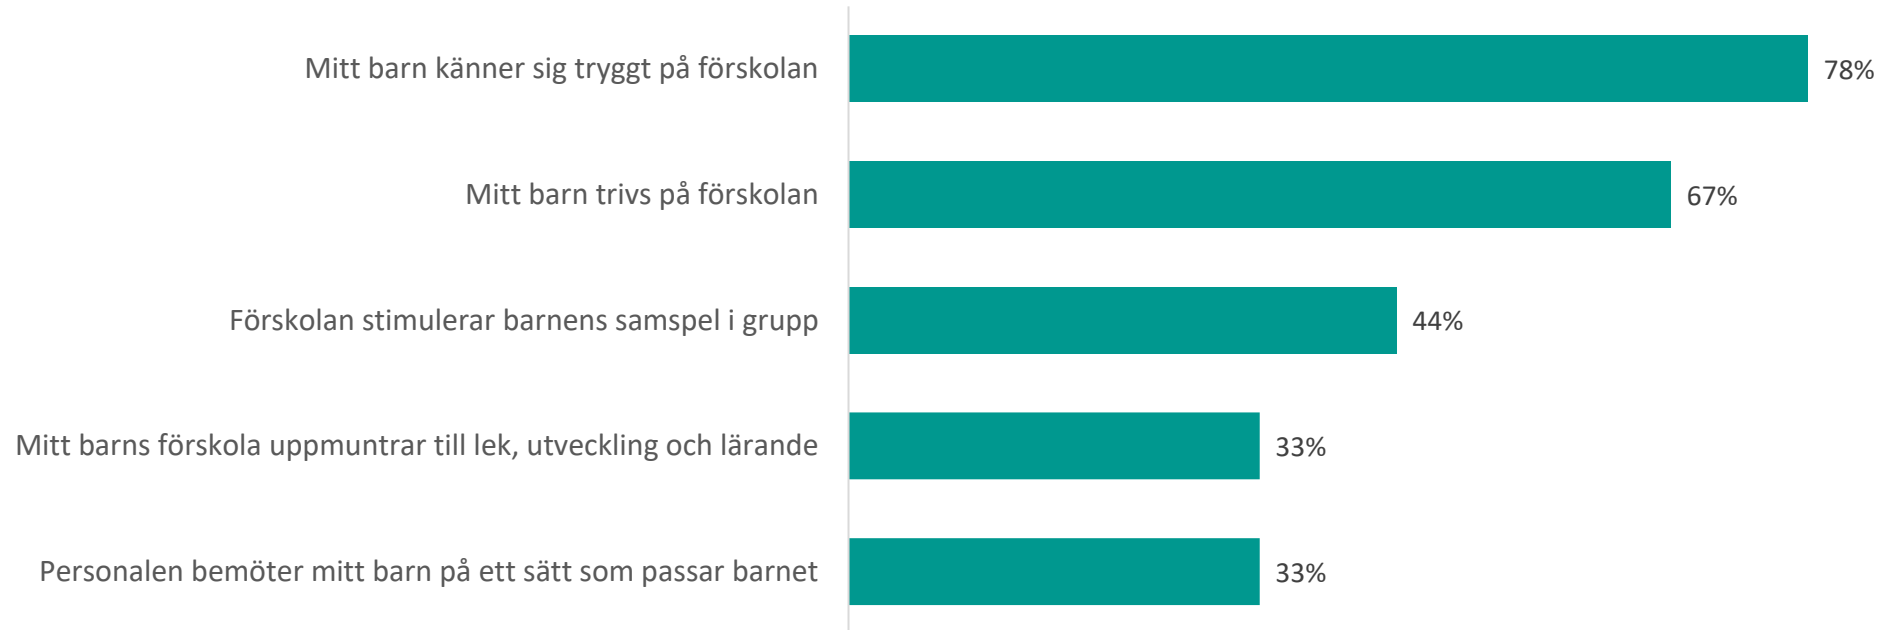 Mitt barn känner sig tryggt på förskolan 78%
Mitt barn trivs på förskolan 67%
Förskolan stimulerar barnens samspel i grupp 44%
Mitt barns förskola uppmuntrar till lek, utveckling och lärande 33%
Personalen bemöter mitt barn på ett sätt som passar barnet 33%